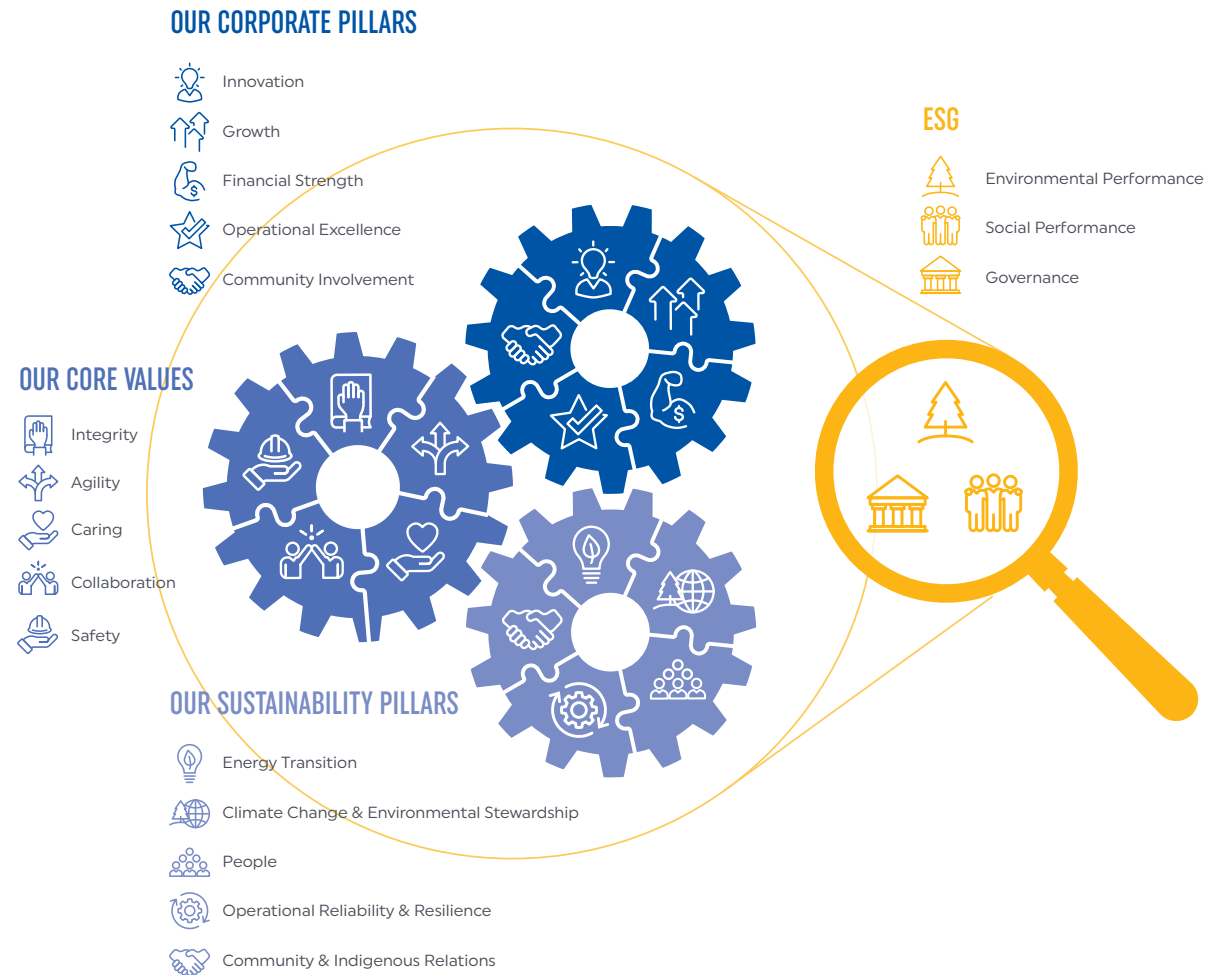 OUR CORPORATE PILLARS
Innovation
Growth
Financial Strength
Operational Excellence
Community Involvement
ESG
Environmental Performance
Social Performance
Governance
OUR CORE VALUES
Integrity
Agility
Caring
Collaboration
Safety
$
$
OUR SUSTAINABILITY PILLARS
Energy Transition
Climate Change & Environmental Stewardship
People
Operational Reliability & Resilience
Community & Indigenous Relations